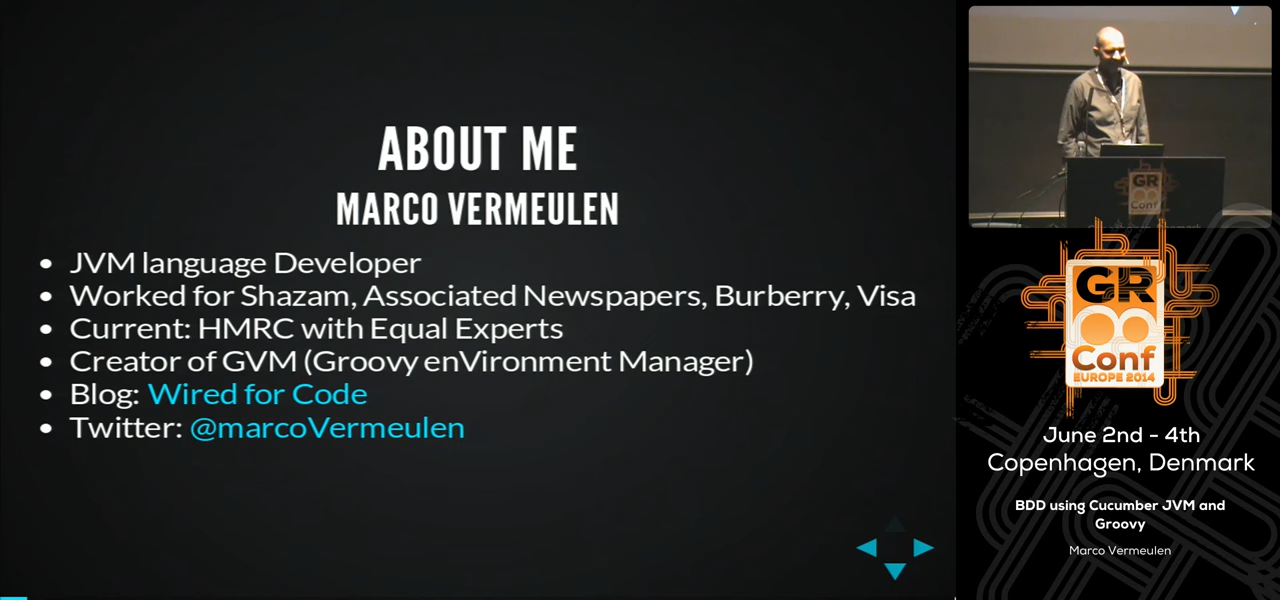 ABOUT ME
MARCO VERMEULEN
JVM language Developer
Worked for Shazam, Associated Newspapers, Burberry, Visa
Current: HMRC with Equal Experts
Creator of GVM (Groovy enVironment Manager)
Blog: Wired for Code
Twitter: @marcoVermeulen
GR
Conf
GR8
Conf
EUROPE 2014
June 2nd - 4th
Copenhagen, Denmark
BDD using Cucumber JVM and
Groovy
Marco Vermeulen